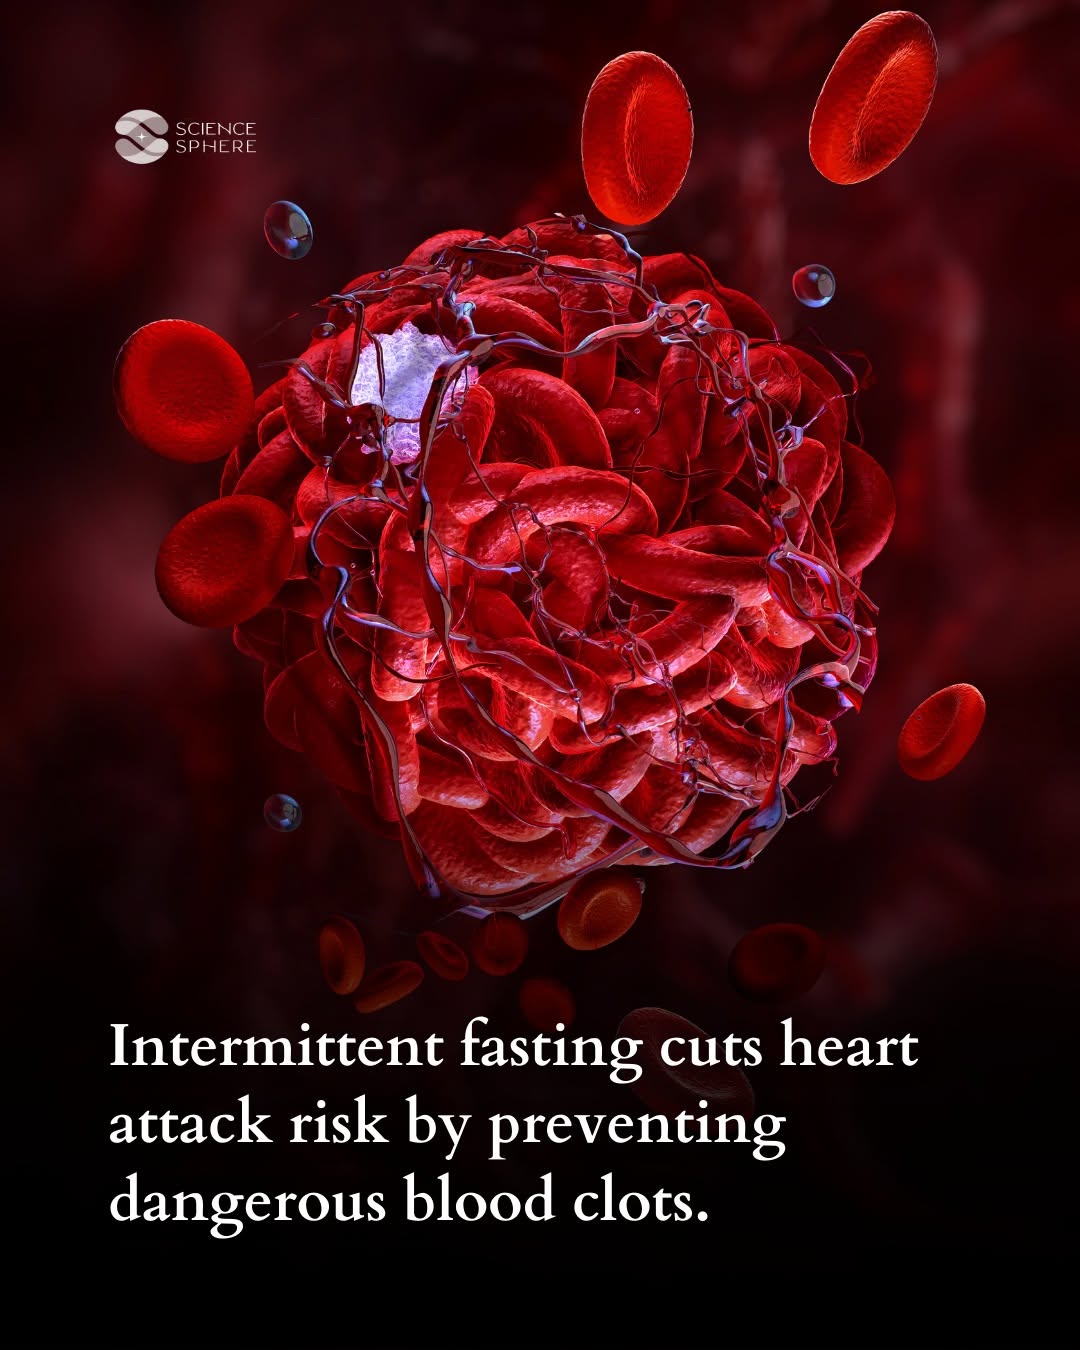 SCIENCE
SPHERE
Intermittent fasting cuts heart
attack risk by preventing
dangerous blood clots.